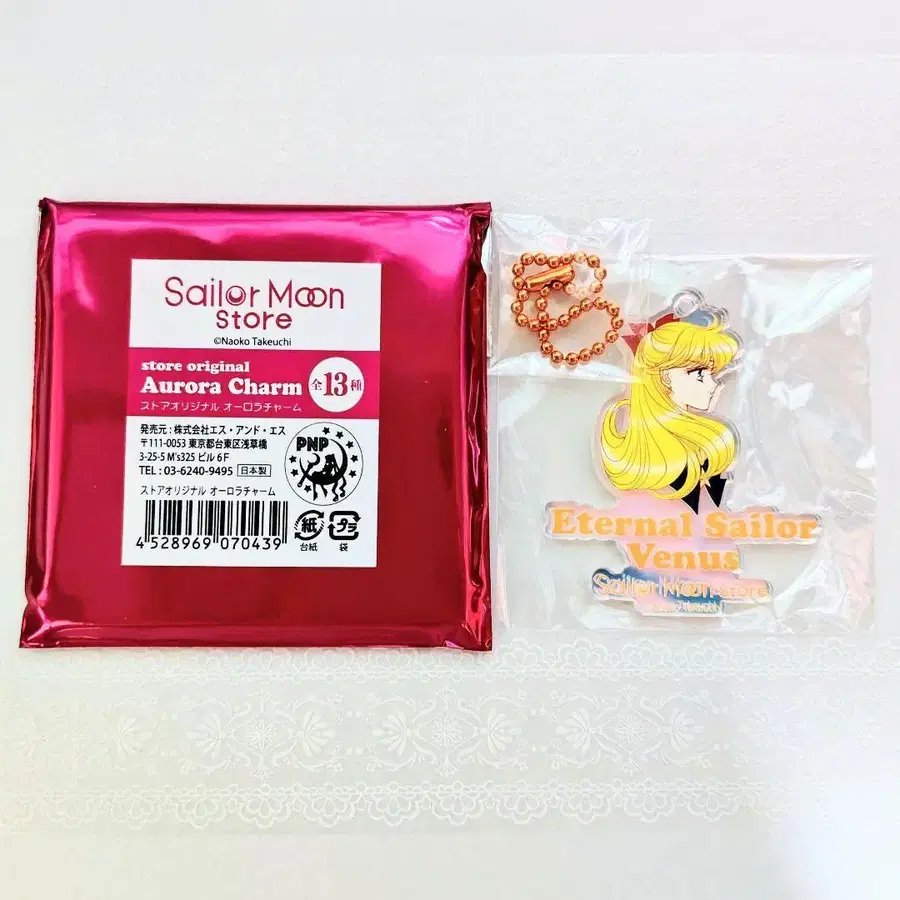 Sailor Moon
store
©Naoko Takeuchi
store original
Aurora Charm 全13種
ストアオリジナル オーロラチャーム
発売元:株式会社エス・アンド・エス
〒111-0053 東京都台東区浅草橋
3-25-5 M's325 ビル 6F
TEL:03-6240-9495 日本製
PNP
ストアオリジナル オーロラチャーム
4 528969 070439
紙 プラ
台紙 袋
Eternal Sailor
Venus
Sailor Moon store
©Naoko Takeuchi